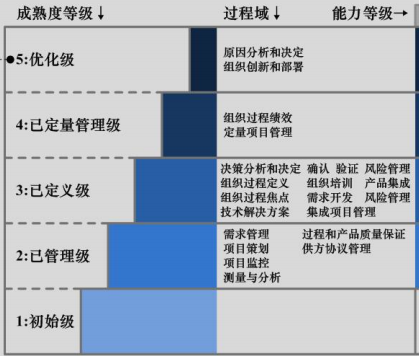 成熟度等级↓ 过程域↓ 能力等级→
5:优化级
原因分析和决定
组织创新和部署
4:已定量管理级
组织过程绩效
定量项目管理
3:已定义级
决策分析和决定 确认 验证 风险管理
组织过程定义 组织培训 产品集成
组织过程焦点 需求开发 风险管理
技术解决方案 集成项目管理
2:已管理级
需求管理 过程和产品质量保证
项目策划 供方协议管理
项目监控
测量与分析
1:初始级